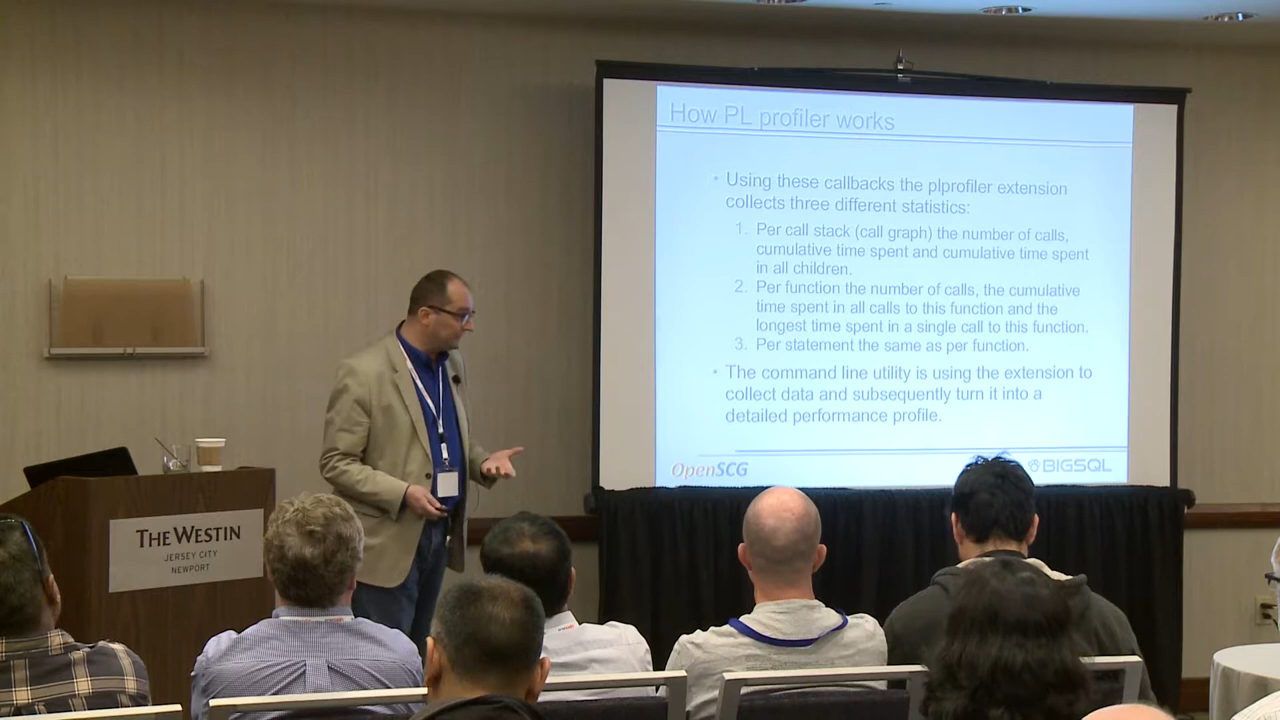 How PL profiler works
• Using these callbacks the plprofiler extension
collects three different statistics:
1. Per call stack (call graph) the number of calls,
cumulative time spent and cumulative time spent
in all children.
2. Per function the number of calls, the cumulative
time spent in all calls to this function and the
longest time spent in a single call to this function.
3. Per statement the same as per function.
• The command line utility is using the extension to
collect data and subsequently turn it into a
detailed performance profile.
OpenSCG
BIGSQL
THE WESTIN
JERSEY CITY
NEWPORT